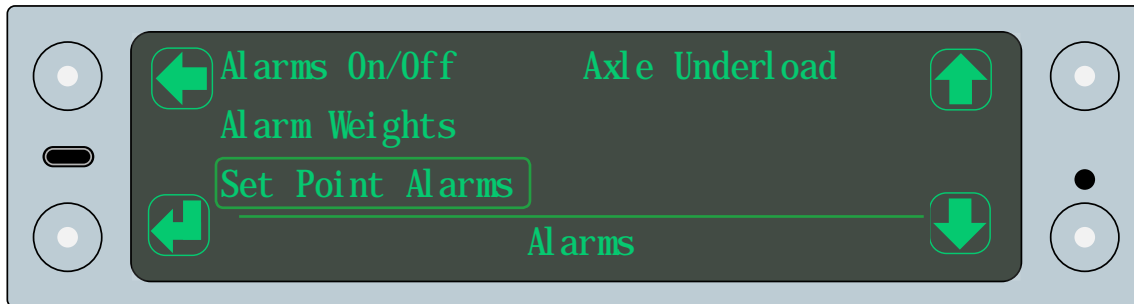 Alarms On/Off
Axle Underload
Alarm Weights
Set Point Alarms
Alarms